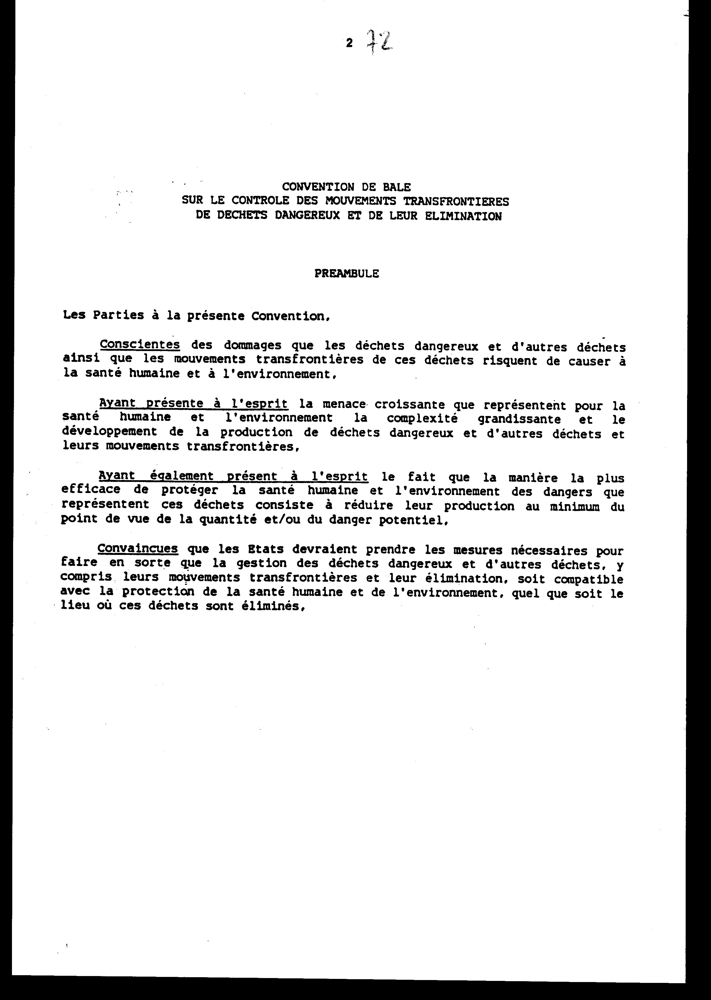 2 72
CONVENTION DE BALE
SUR LE CONTROLE DES MOUVEMENTS TRANSFRONTIERES
DE DECHETS DANGEREUX ET DE LEUR ELIMINATION
PREAMBULE
Les Parties à la présente Convention,
Conscientes des dommages que les déchets dangereux et d'autres déchets
ainsi que les mouvements transfrontières de ces déchets risquent de causer à
la santé humaine et à l'environnement,
Ayant présente à l'esprit la menace croissante que représentent pour la
santé humaine et l'environnement la complexité grandissante et le
développement de la production de déchets dangereux et d'autres déchets et
leurs mouvements transfrontières,
Ayant également présent à l'esprit le fait que la manière la plus
efficace de protéger la santé humaine et l'environnement des dangers que
représentent ces déchets consiste à réduire leur production au minimum du
point de vue de la quantité et/ou du danger potentiel,
Convaincues que les Etats devraient prendre les mesures nécessaires pour
faire en sorte que la gestion des déchets dangereux et d'autres déchets, y
compris leurs mouvements transfrontières et leur élimination, soit compatible
avec la protection de la santé humaine et de l'environnement, quel que soit le
lieu où ces déchets sont éliminés,